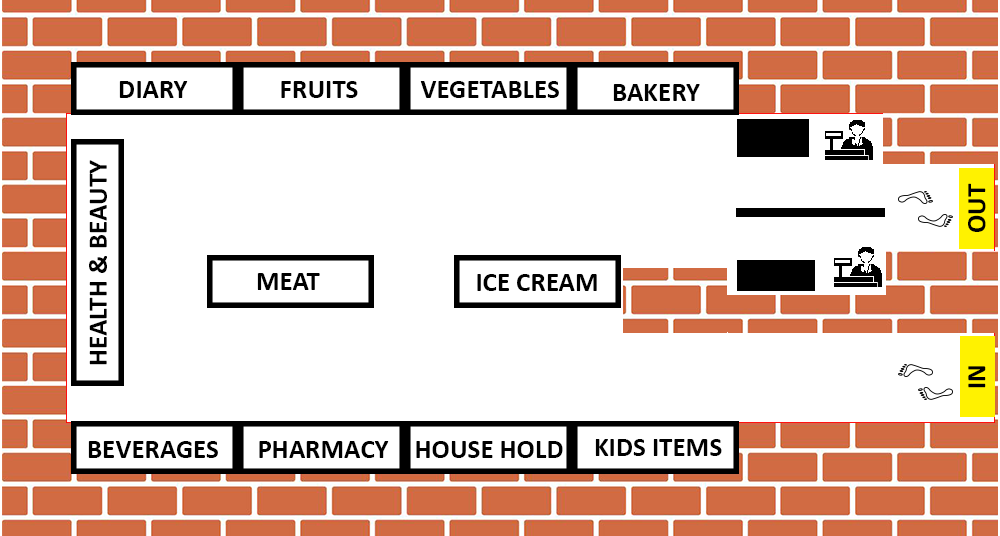 DIARY
FRUITS
VEGETABLES
BAKERY
HEALTH & BEAUTY
OUT
MEAT
ICE CREAM
IN
BEVERAGES
PHARMACY
HOUSE HOLD
KIDS ITEMS